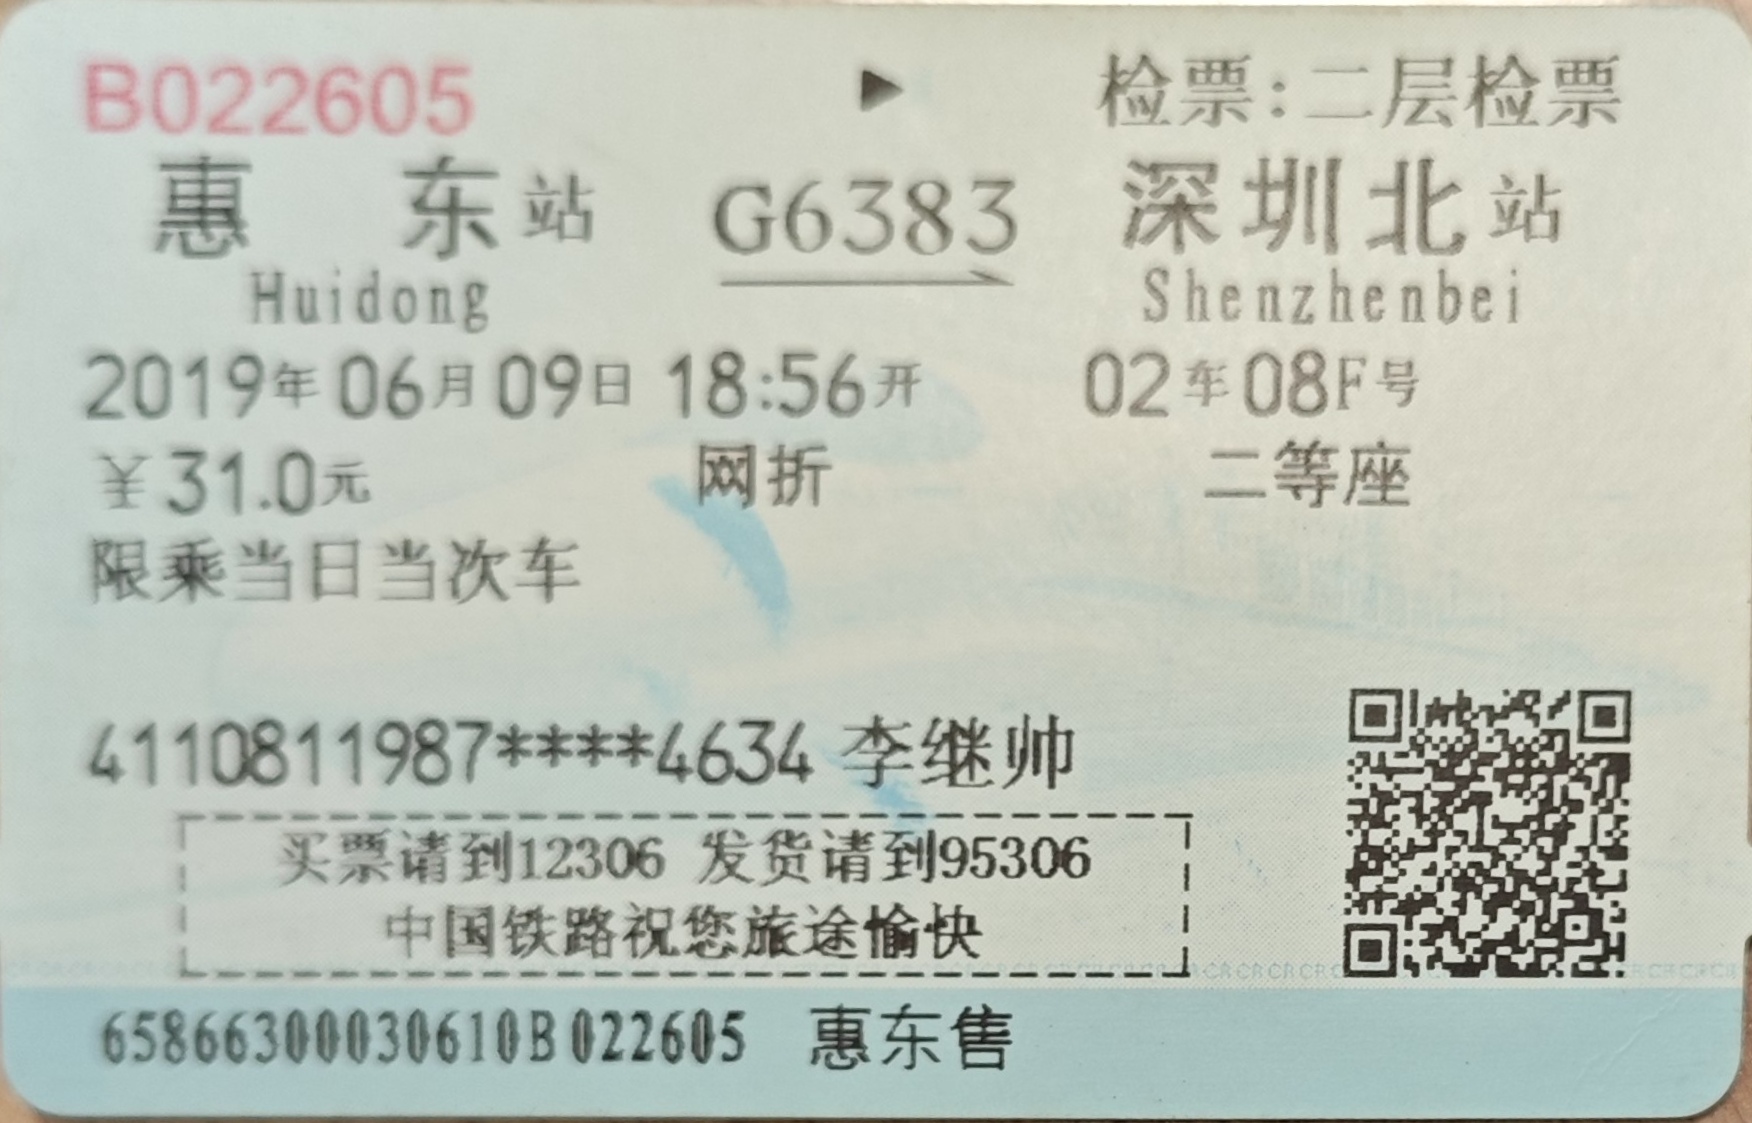 B022605 检票:二层检票
惠东站 G6383 深圳北站
Huidong Shenzhenbei
2019年06月09日 18:56开 02车08F号
¥31.0元 网折 二等座
限乘当日当次车
4110811987****4634 李继帅
买票请到12306 发货请到95306
中国铁路祝您旅途愉快
65866300030610B022605 惠东售